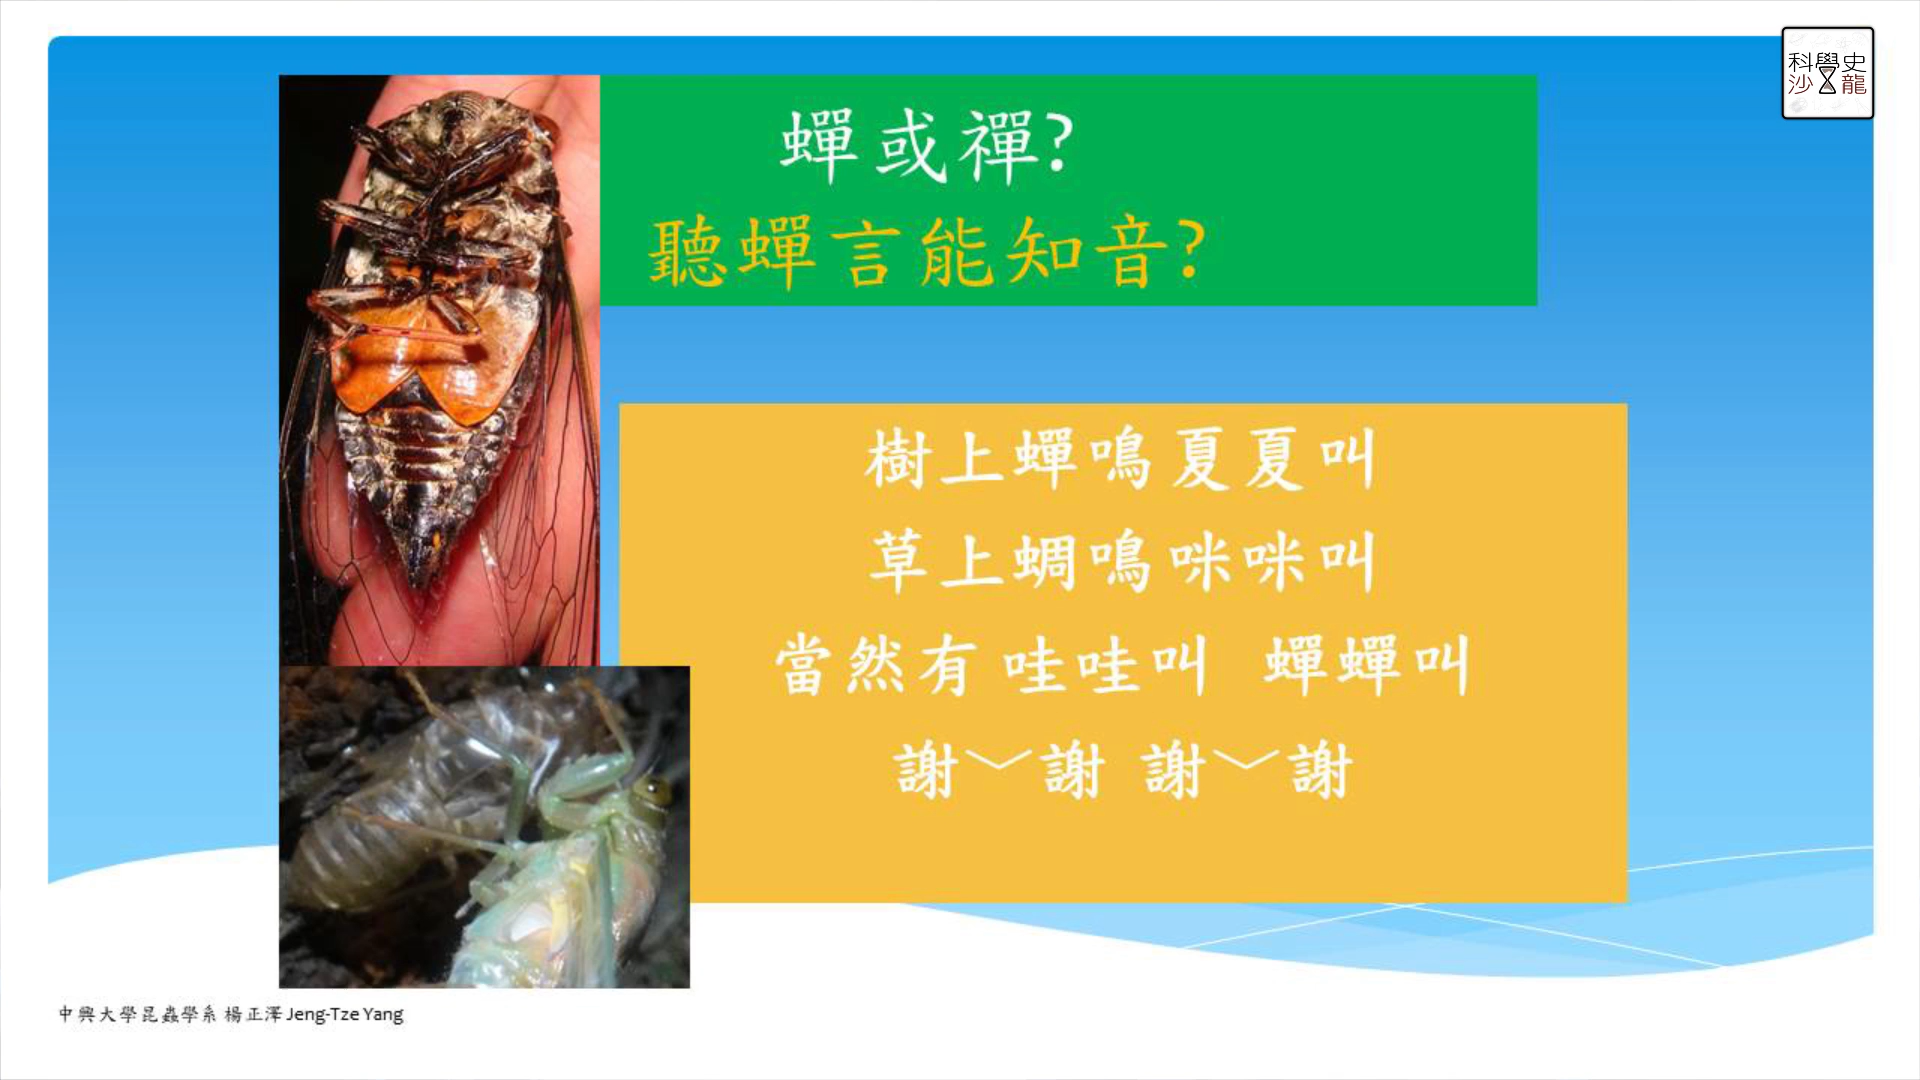 科學史
沙龍
蟬或禪?
聽蟬言能知音?
樹上蟬鳴夏夏叫
草上蜩鳴咪咪叫
當然有 哇哇叫 蟬蟬叫
謝﹀謝 謝﹀謝
中興大學昆蟲學系 楊正澤 Jeng-Tze Yang